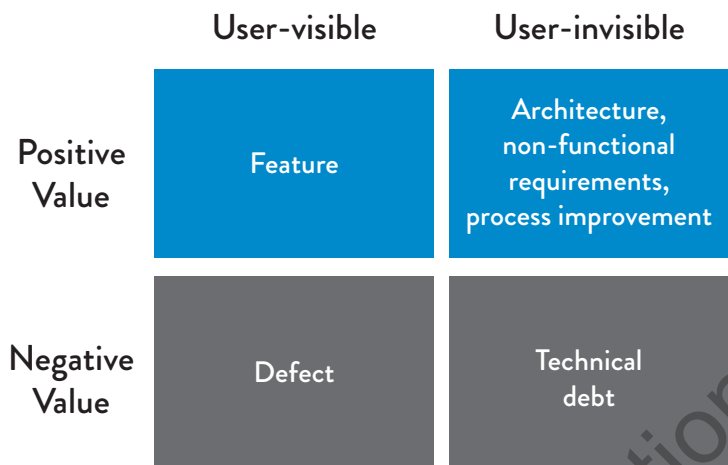 User-visible User-invisible
Positive
Value
Feature
Architecture,
non-functional
requirements,
process improvement
Negative
Value
Defect
Technical
debt